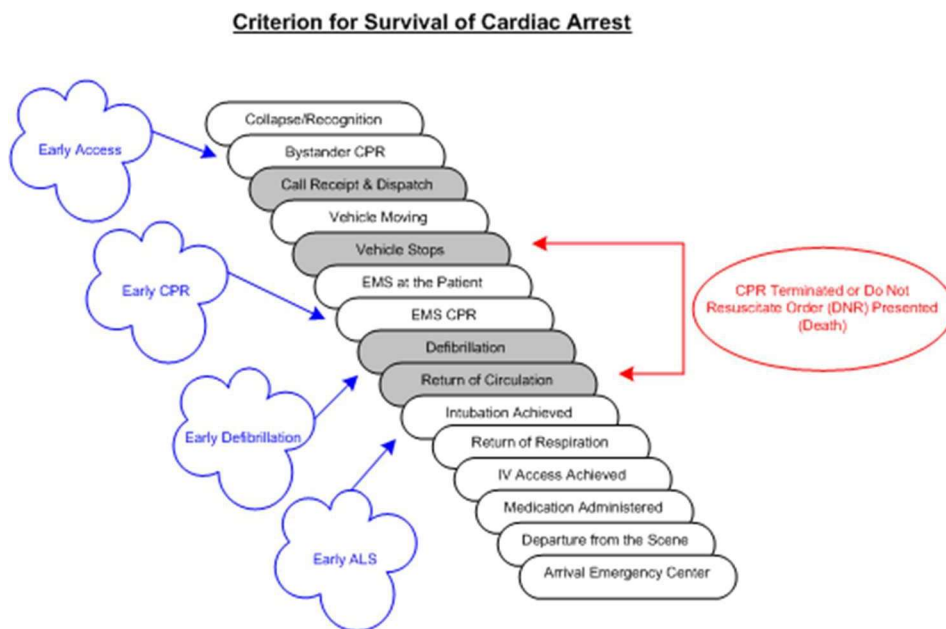 Criterion for Survival of Cardiac Arrest
Collapse/Recognition
Early Access
Bystander CPR
Call Receipt & Dispatch
Vehicle Moving
Vehicle Stops
EMS at the Patient
Early CPR
EMS CPR
CPR Terminated or Do Not
Resuscitate Order (DNR) Presented
(Death)
Defibrillation
Return of Circulation
Intubation Achieved
Early Defibrillation
Return of Respiration
IV Access Achieved
Medication Administered
Departure from the Scene
Early ALS
Arrival Emergency Center